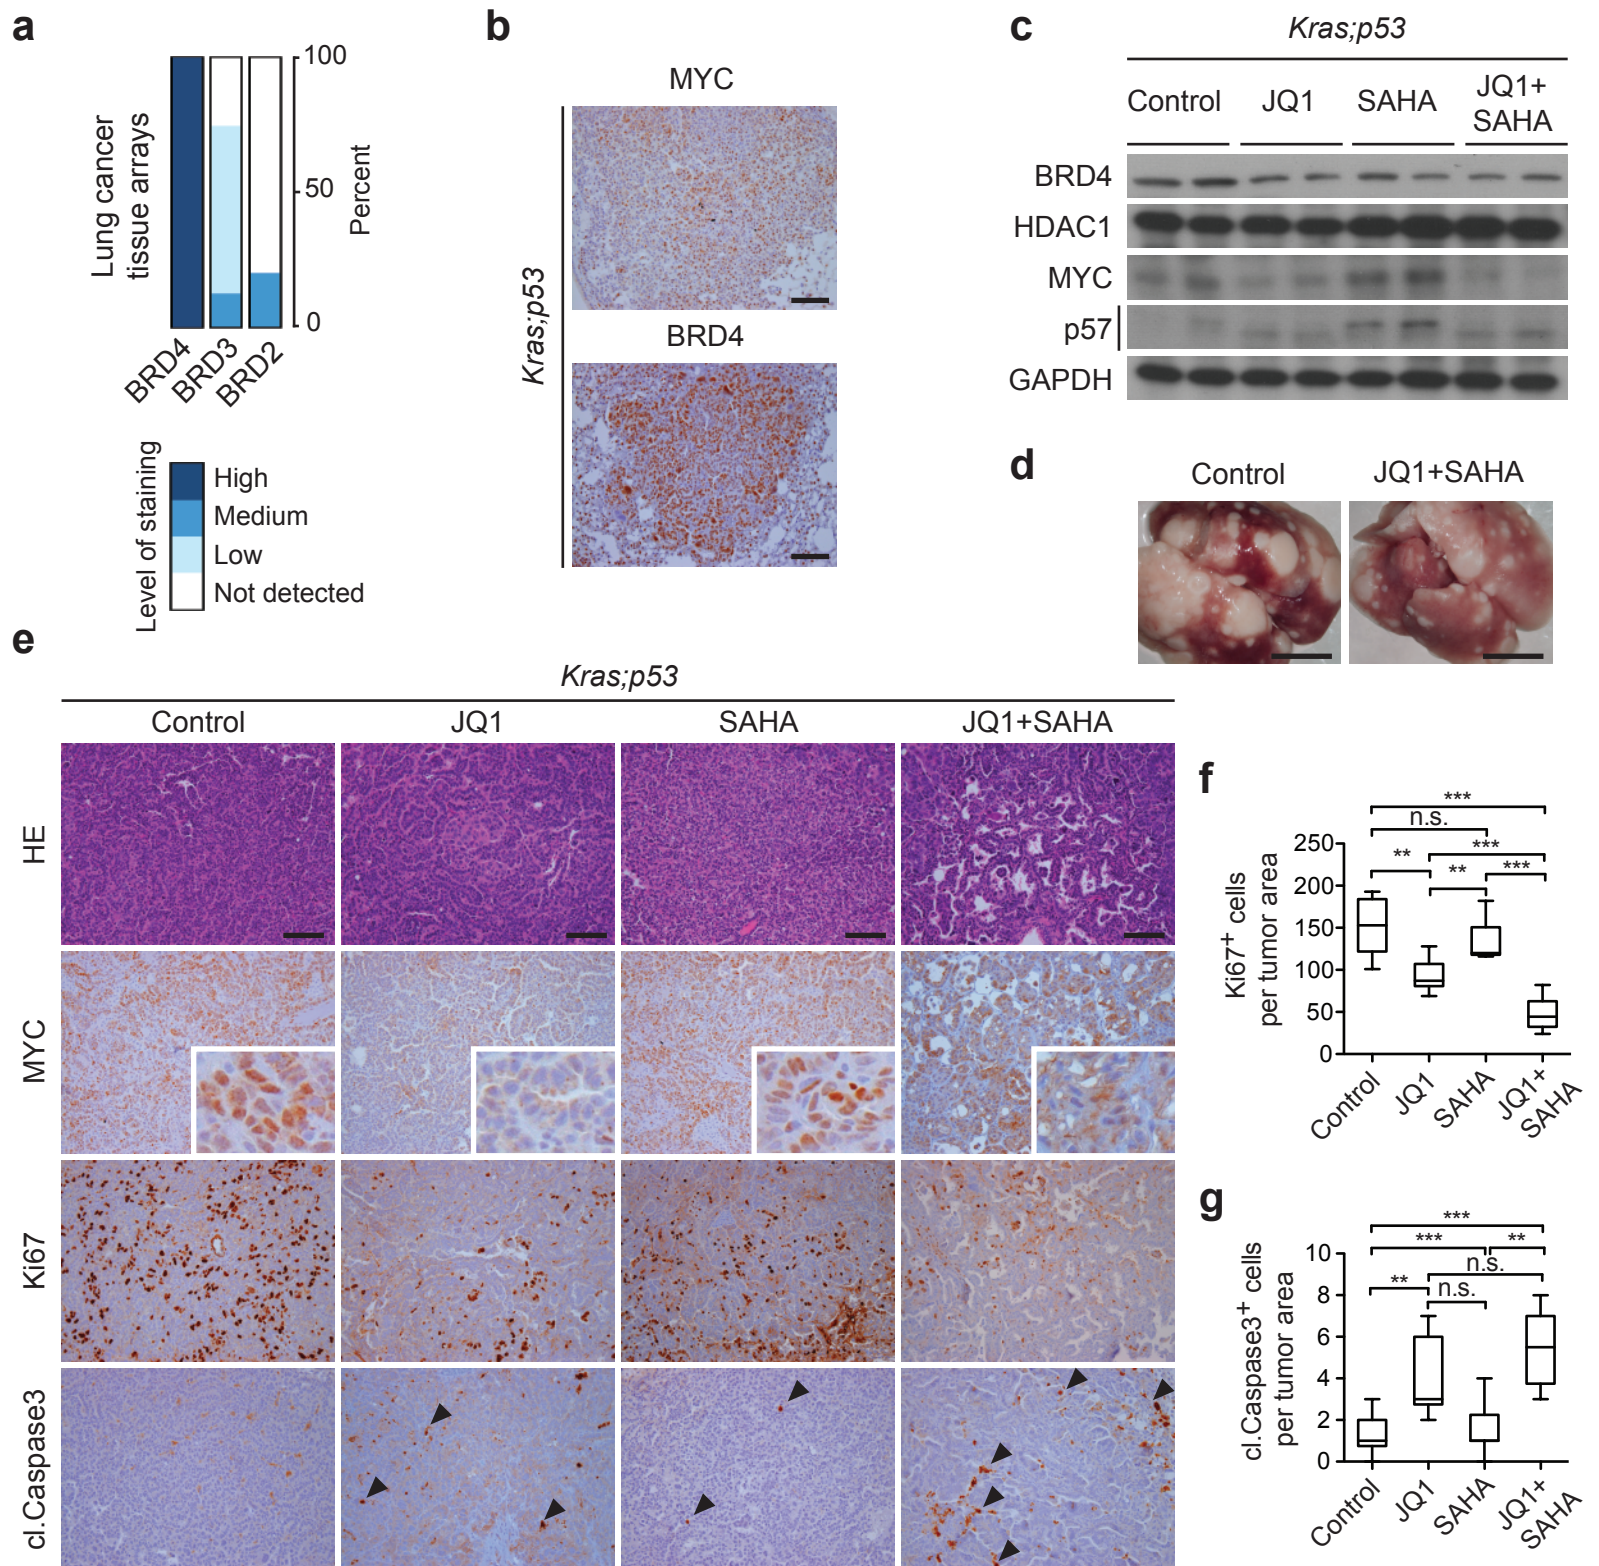 a
Lung cancer
tissue arrays
100
50
0
Percent
BRD4
BRD3
BRD2
Level of staining
High
Medium
Low
Not detected
b
Kras;p53
MYC
BRD4
c
Kras;p53
Control
JQ1
SAHA
JQ1+
SAHA
BRD4
HDAC1
MYC
p57
GAPDH
d
Control
JQ1+SAHA
e
Kras;p53
Control
JQ1
SAHA
JQ1+SAHA
HE
MYC
Ki67
cl.Caspase3
f
***
n.s.
**
***
**
***
Ki67+ cells
per tumor area
250
200
150
100
50
0
Control
JQ1
SAHA
JQ1+
SAHA
g
***
***
**
n.s.
**
n.s.
cl.Caspase3+ cells
per tumor area
10
8
6
4
2
0
Control
JQ1
SAHA
JQ1+
SAHA